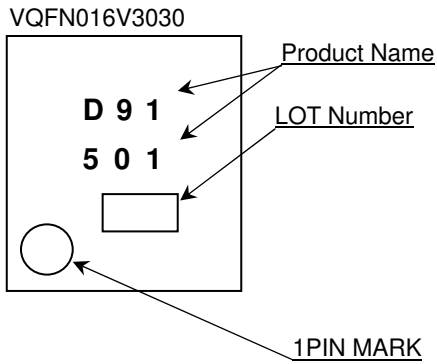 VQFN016V3030
Product Name
D 9 1
LOT Number
5 0 1
1PIN MARK